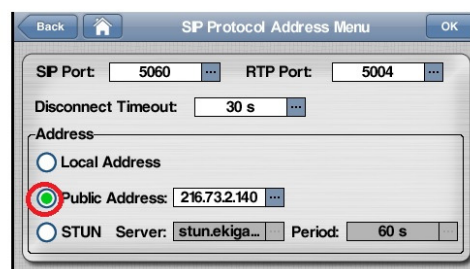 Back SIP Protocol Address Menu OK
SIP Port: 5060 ... RTP Port: 5004 ...
Disconnect Timeout: 30 s ...
Address
Local Address
Public Address: 216.73.2.140 ...
STUN Server: stun.ekiga... ... Period: 60 s ...